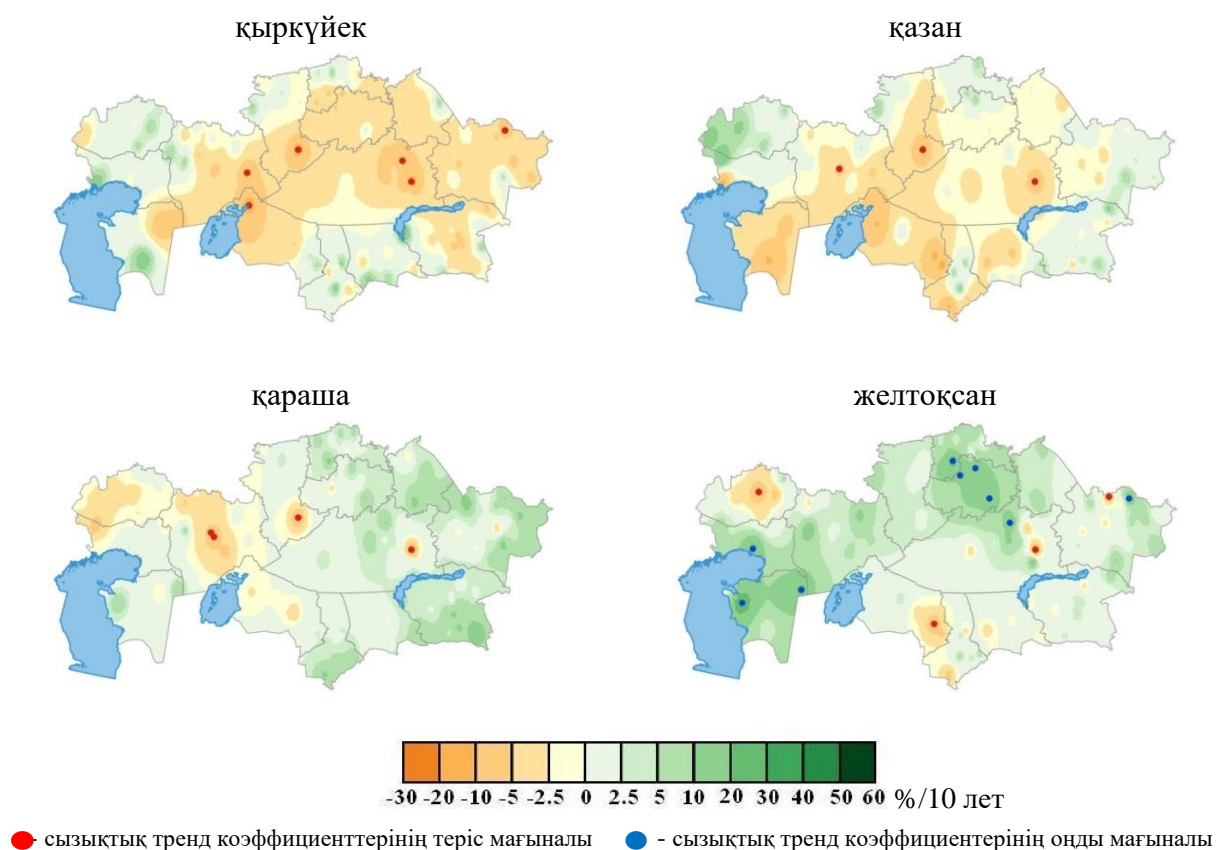 қыркүйек
қазан
қараша
желтоқсан
-30 -20 -10 -5 -2.5 0 2.5 5 10 20 30 40 50 60 %/10 лет
- сызықтық тренд коэффициенттерінің теріс мағыналы
- сызықтық тренд коэффициентерінің оңды мағыналы